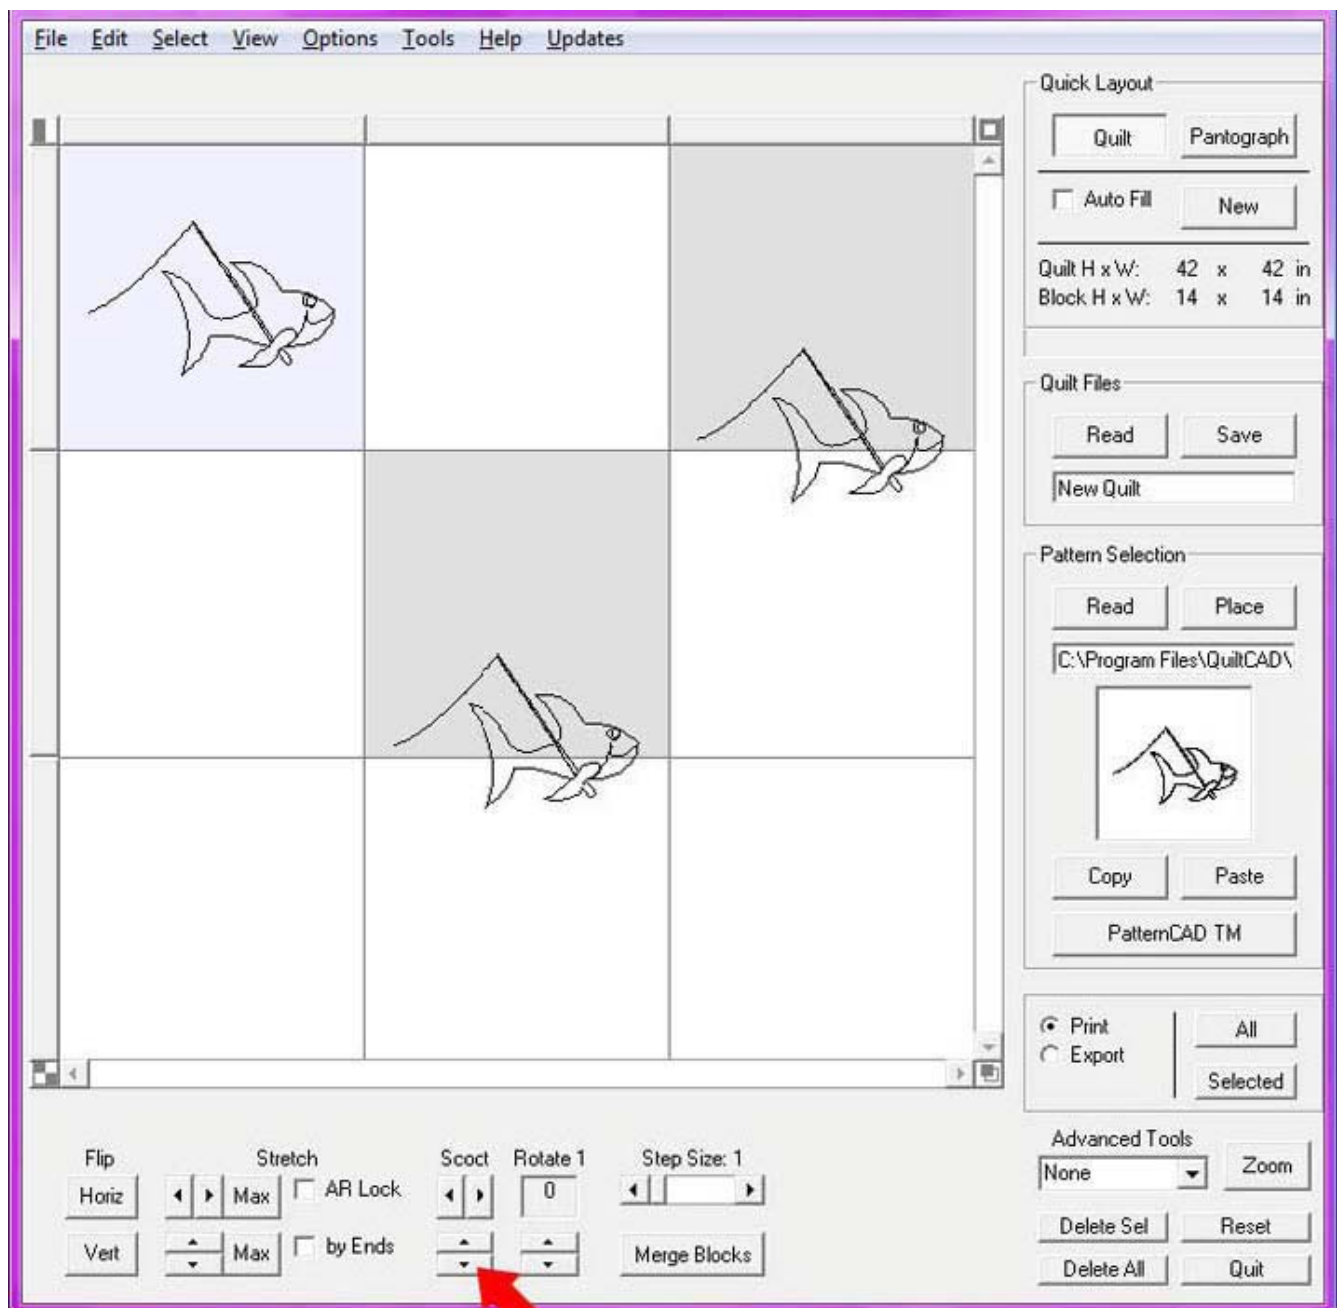 File Edit Select View Options Tools Help Updates
Quick Layout
Quilt Pantograph
Auto Fill New
Quilt H x W: 42 x 42 in
Block H x W: 14 x 14 in
Quilt Files
Read Save
New Quilt
Pattern Selection
Read Place
C:\Program Files\QuiltCAD\
Copy Paste
PatternCAD TM
Print All
Export
Selected
Flip Stretch Scoct Rotate 1 Step Size: 1
Horiz Max AR Lock 0
Vert Max by Ends Merge Blocks
Advanced Tools
None Zoom
Delete Sel Reset
Delete All Quit